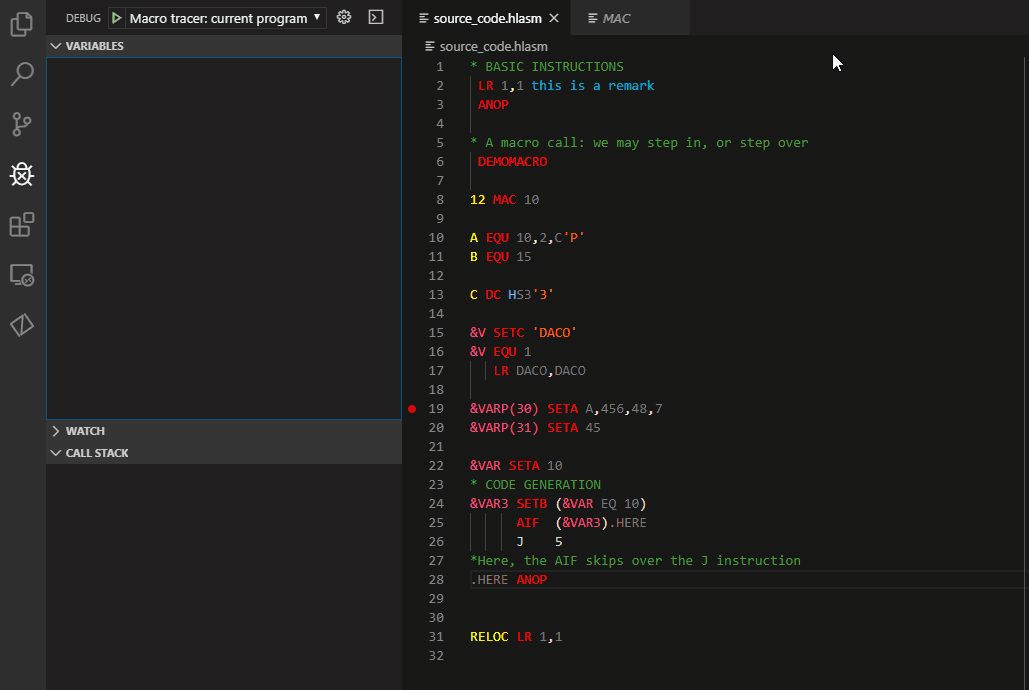 DEBUG Macro tracer: current program
VARIABLES
WATCH
CALL STACK
source_code.hlasm MAC
source_code.hlasm
1 * BASIC INSTRUCTIONS
2 LR 1,1 this is a remark
3 ANOP
4
5 * A macro call: we may step in, or step over
6 DEMOMACRO
7
8 12 MAC 10
9
10 A EQU 10,2,C'P'
11 B EQU 15
12
13 C DC HS3'3'
14
15 &V SETC 'DACO'
16 &V EQU 1
17 LR DACO,DACO
18
19 &VARP(30) SETA A,456,48,7
20 &VARP(31) SETA 45
21
22 &VAR SETA 10
23 * CODE GENERATION
24 &VAR3 SETB (&VAR EQ 10)
25 AIF (&VAR3).HERE
26 J 5
27 *Here, the AIF skips over the J instruction
28 .HERE ANOP
29
30
31 RELOC LR 1,1
32